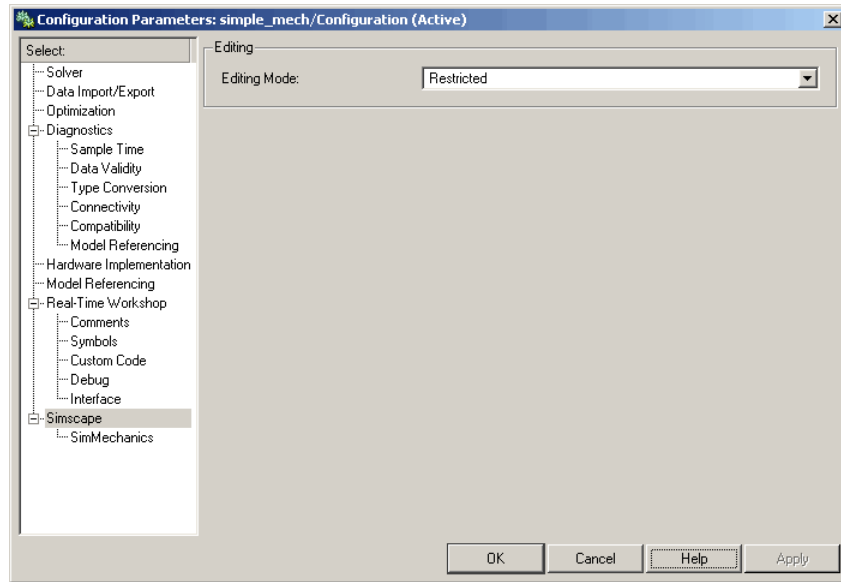 Configuration Parameters: simple_mech/Configuration (Active)
Select:
Solver
Data Import/Export
Optimization
Diagnostics
Sample Time
Data Validity
Type Conversion
Connectivity
Compatibility
Model Referencing
Hardware Implementation
Model Referencing
Real-Time Workshop
Comments
Symbols
Custom Code
Debug
Interface
Simscape
SimMechanics
Editing
Editing Mode: Restricted
OK Cancel Help Apply